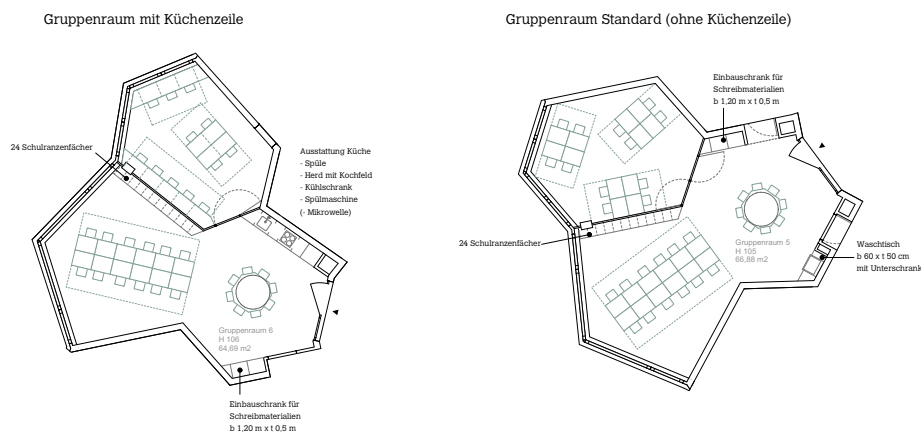 Gruppenraum mit Küchenzeile
24 Schulranzenfächer
Ausstattung Küche
- Spüle
- Herd mit Kochfeld
- Kühlschrank
- Spülmaschine
(- Mikrowelle)
Gruppenraum 6
H 106
64,69 m2
Einbauschrank für
Schreibmaterialien
b 1,20 m x t 0,5 m
Gruppenraum Standard (ohne Küchenzeile)
Einbauschrank für
Schreibmaterialien
b 1,20 m x t 0,5 m
24 Schulranzenfächer
Gruppenraum 5
H 105
66,88 m2
Waschtisch
b 60 x t 50 cm
mit Unterschrank